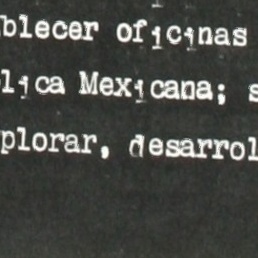 blecer oficinas
lica Mexicana; s
plorar, desarrol